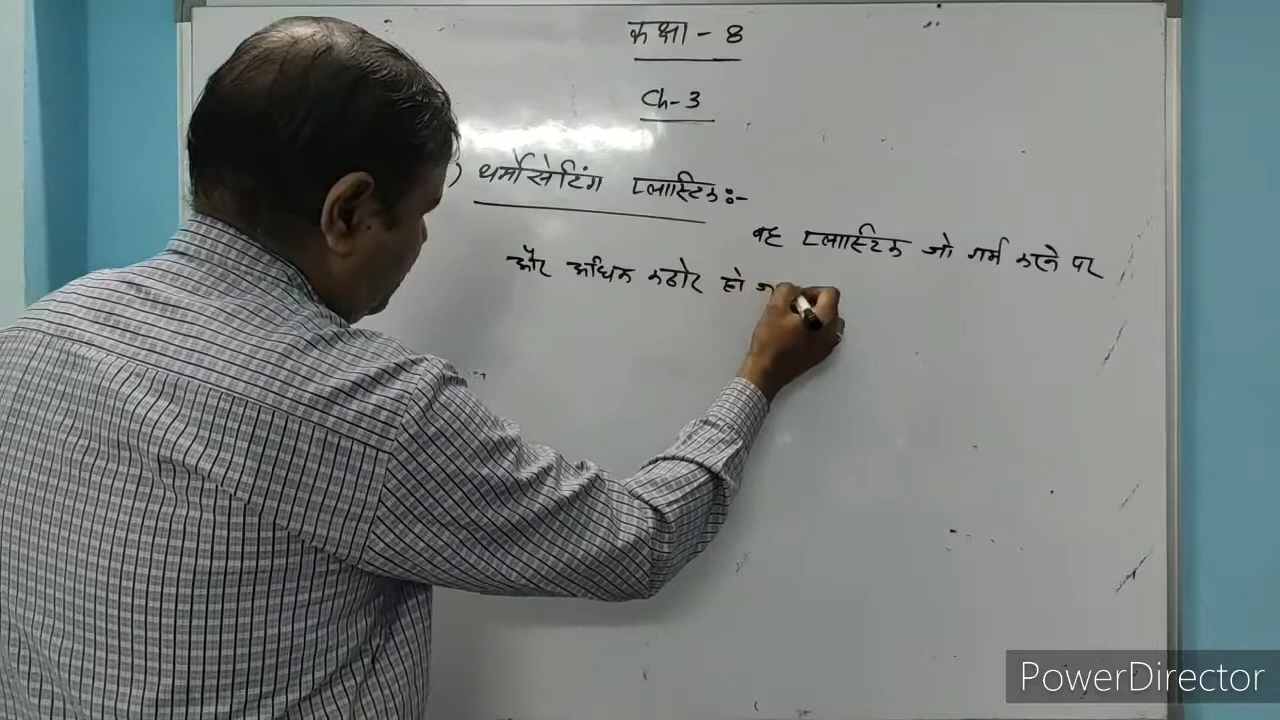 कक्षा - 8
Ch-3
) थर्मोसेटिंग प्लास्टिक:-
वह प्लास्टिक जो गर्म करने पर
और अधिक कठोर हो
PowerDirector